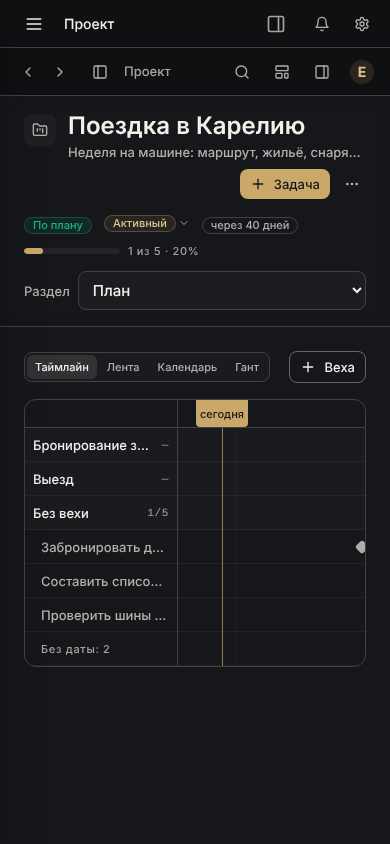 Проект
Проект
E
Поездка в Карелию
Неделя на машине: маршрут, жильё, снаря...
+ Задача
По плану
Активный
через 40 дней
1 из 5 · 20%
Раздел
План
Таймлайн
Лента
Календарь
Гант
+ Веха
сегодня
Бронирование з... –
Выезд –
Без вехи 1/5
Забронировать д...
Составить списо...
Проверить шины ...
Без даты: 2